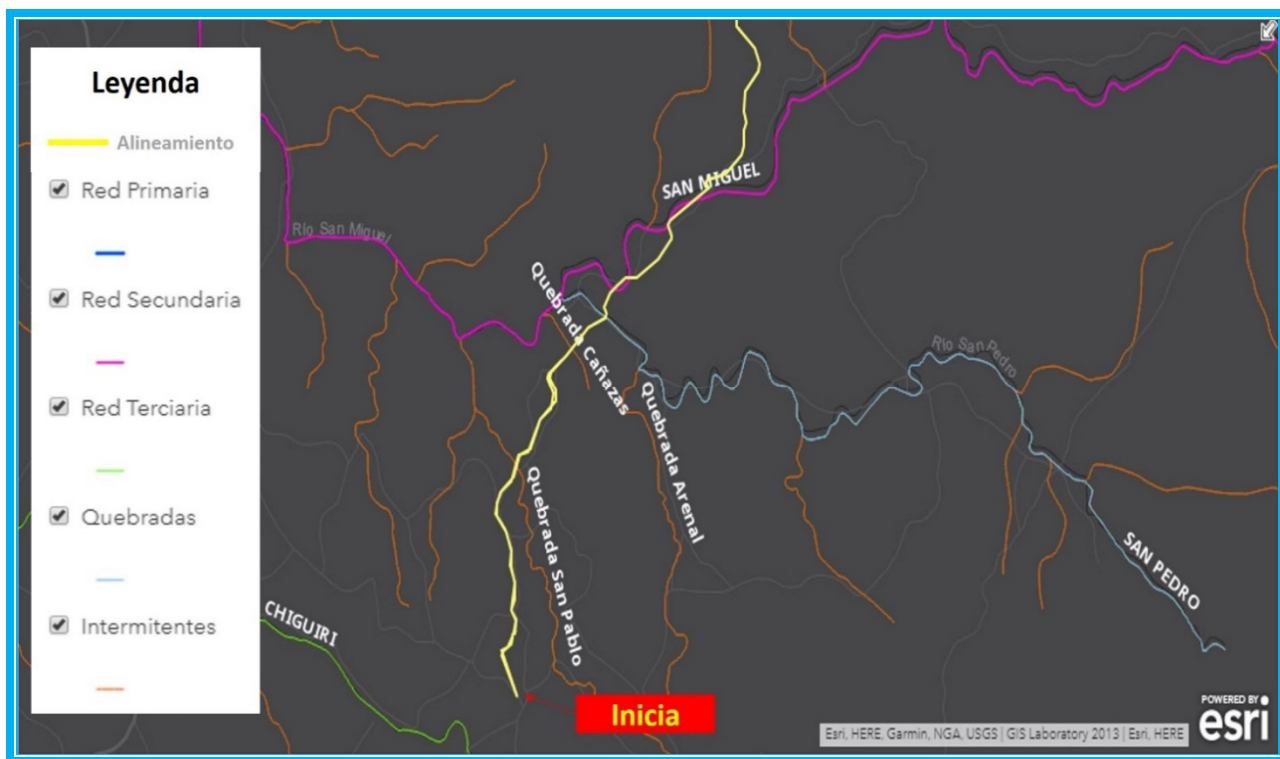 Leyenda
Alineamiento
Red Primaria
Red Secundaria
Red Terciaria
Quebradas
Intermitentes
SAN MIGUEL
Río San Miguel
Quebrada Cañazas
Río San Pedro
Quebrada Arenal
Quebrada San Pablo
SAN PEDRO
CHIGUIRI
Inicia
POWERED BY
esri
Esri, HERE, Garmin, NGA, USGS | GIS Laboratory 2013 | Esri, HERE